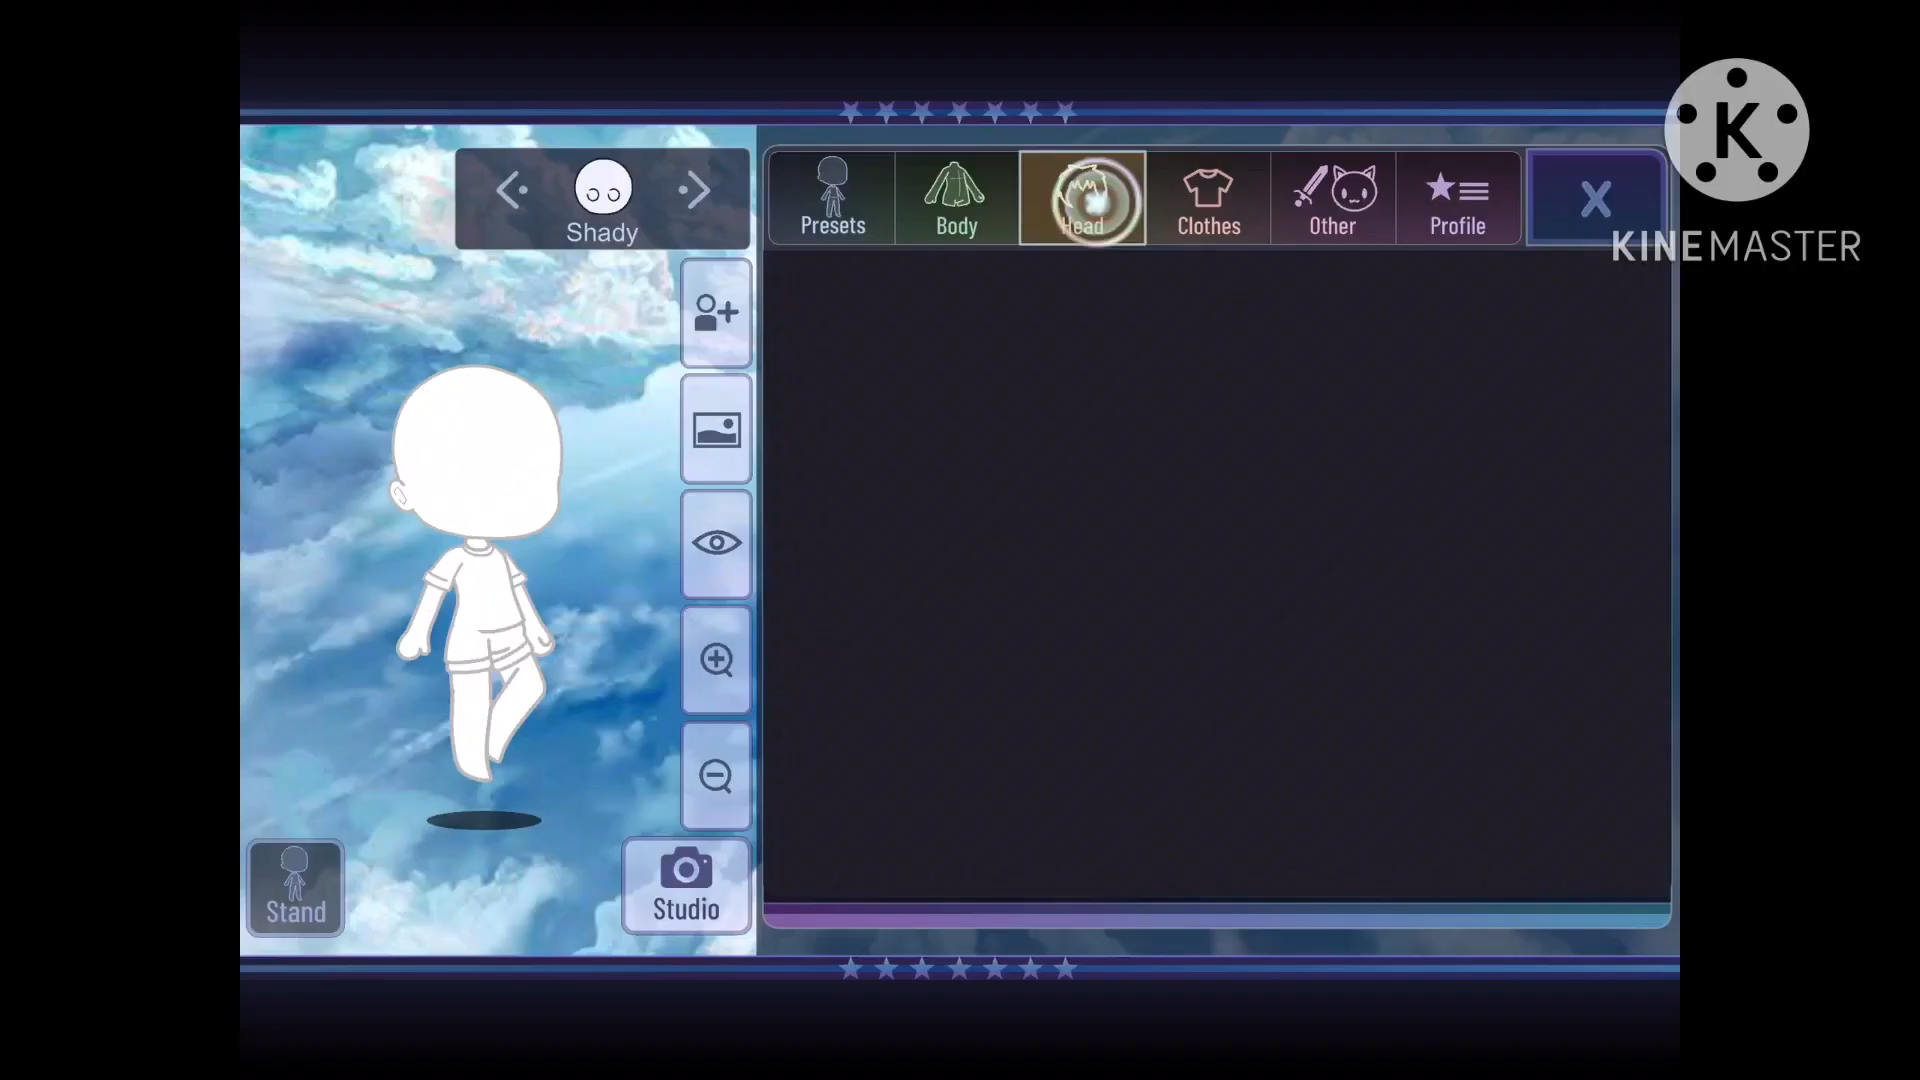 Shady
Presets
Body
Head
Clothes
Other
Profile
X
K
KINEMASTER
Stand
Studio